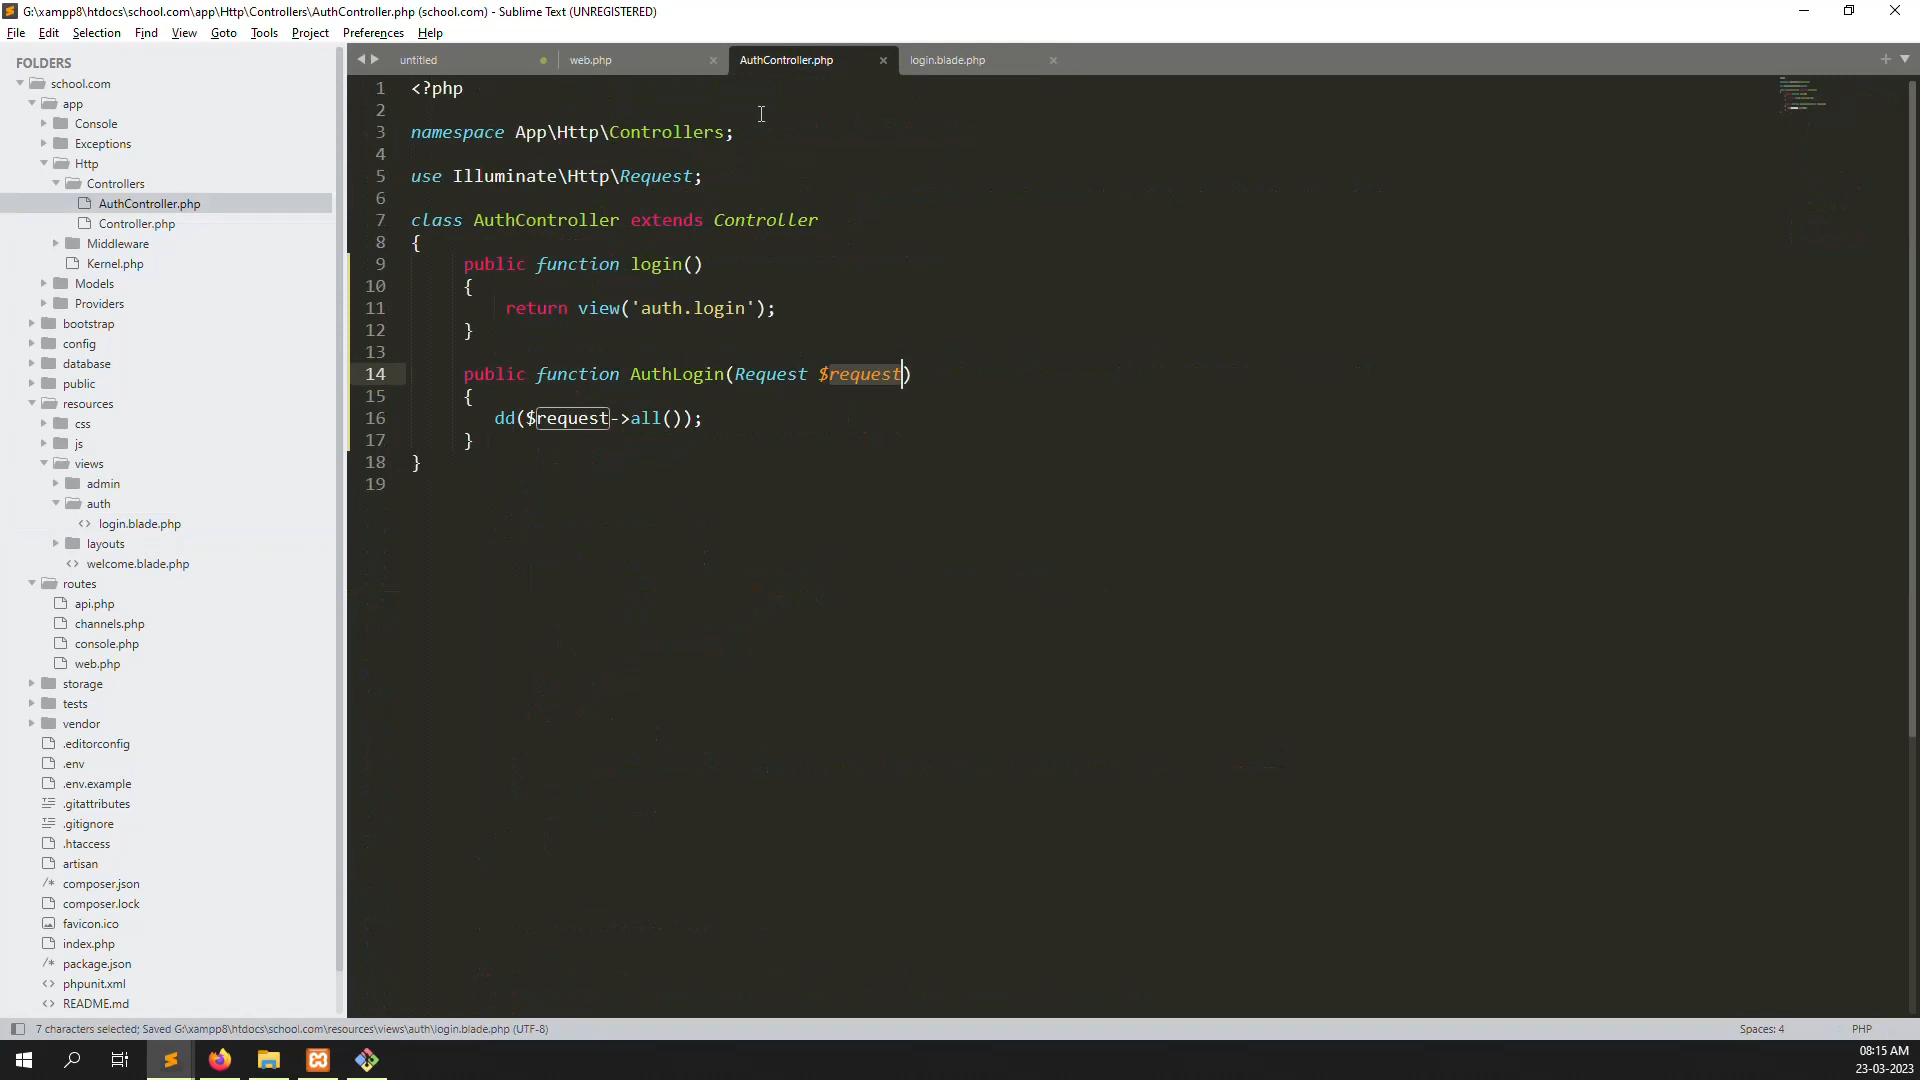 G:\xampp8\htdocs\school.com\app\Http\Controllers\AuthController.php (school.com) - Sublime Text (UNREGISTERED)
File Edit Selection Find View Goto Tools Project Preferences Help
FOLDERS
school.com
app
Console
Exceptions
Http
Controllers
AuthController.php
Controller.php
Middleware
Kernel.php
Models
Providers
bootstrap
config
database
public
resources
css
js
views
admin
auth
login.blade.php
layouts
welcome.blade.php
routes
api.php
channels.php
console.php
web.php
storage
tests
vendor
.editorconfig
.env
.env.example
.gitattributes
.gitignore
.htaccess
artisan
composer.json
composer.lock
favicon.ico
index.php
package.json
phpunit.xml
README.md
untitled web.php AuthController.php login.blade.php
1 <?php
2
3 namespace App\Http\Controllers;
4
5 use Illuminate\Http\Request;
6
7 class AuthController extends Controller
8 {
9 public function login()
10 {
11 return view('auth.login');
12 }
13
14 public function AuthLogin(Request $request)
15 {
16 dd($request->all());
17 }
18 }
19
7 characters selected; Saved G:\xampp8\htdocs\school.com\resources\views\auth\login.blade.php (UTF-8)
Spaces: 4 PHP
08:15 AM
23-03-2023